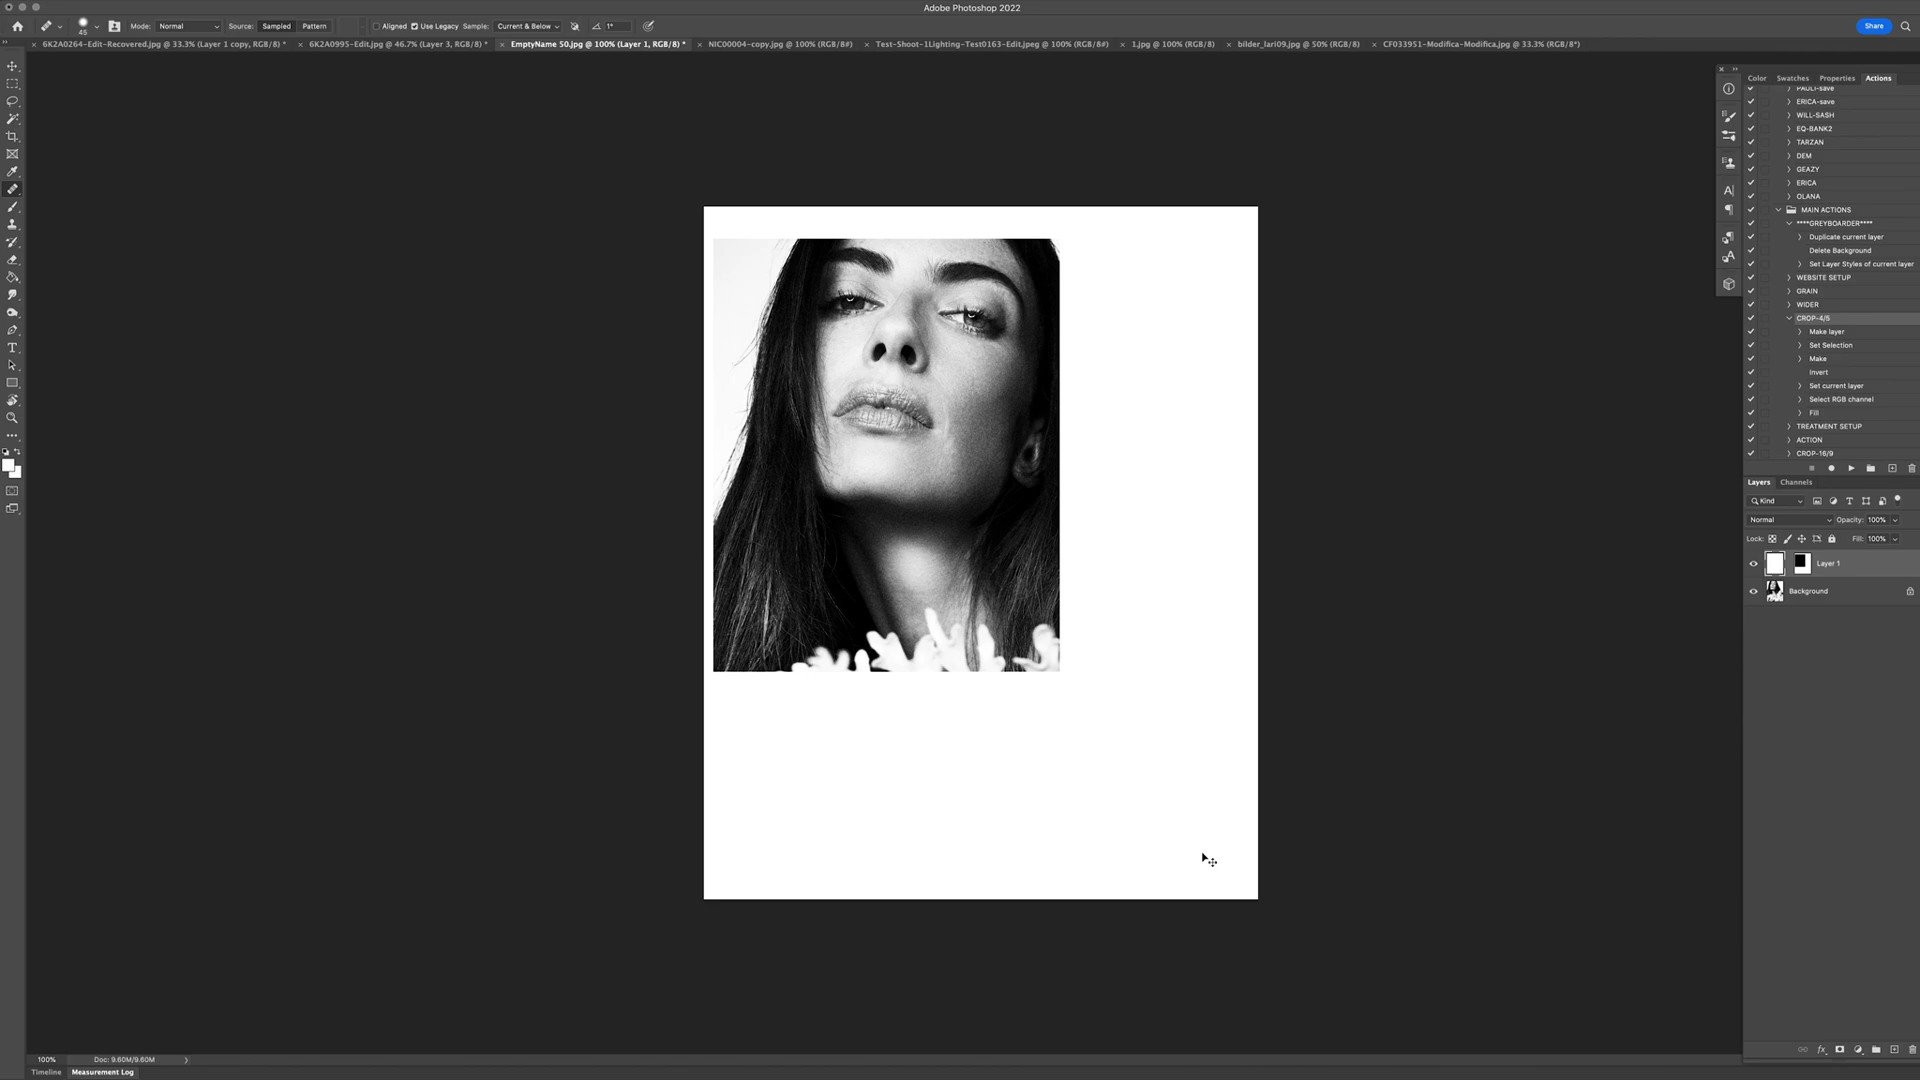 Adobe Photoshop 2022
45 Mode: Normal Source: Sampled Pattern Aligned Use Legacy Sample: Current & Below 1° Share
6K2A0264-Edit-Recovered.jpg @ 33.3% (Layer 1 copy, RGB/8) * 6K2A0995-Edit.jpg @ 46.7% (Layer 3, RGB/8) * EmptyName 50.jpg @ 100% (Layer 1, RGB/8) * NIC00004-copy.jpg @ 100% (RGB/8#) Test-Shoot-1Lighting-Test0163-Edit.jpeg @ 100% (RGB/8#) 1.jpg @ 100% (RGB/8) bilder_lari09.jpg @ 50% (RGB/8) CF033951-Modifica-Modifica.jpg @ 33.3% (RGB/8*)
Color Swatches Properties Actions
PAULI-save
ERICA-save
WILL-SASH
EQ-BANK2
TARZAN
DEM
GEAZY
ERICA
OLANA
MAIN ACTIONS
****GREYBOARDER****
Duplicate current layer
Delete Background
Set Layer Styles of current layer
WEBSITE SETUP
GRAIN
WIDER
CROP-4/5
Make layer
Set Selection
Make
Invert
Set current layer
Select RGB channel
Fill
TREATMENT SETUP
ACTION
CROP-16/9
Layers Channels
Kind
Normal Opacity: 100%
Lock: Fill: 100%
Layer 1
Background
100% Doc: 9.60M/9.60M
Timeline Measurement Log